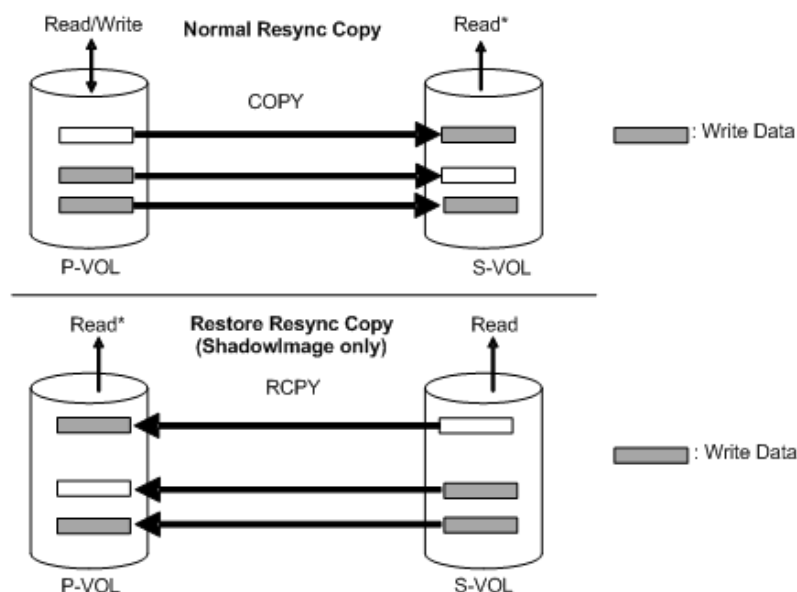 Read/Write
Normal Resync Copy
Read*
COPY
: Write Data
P-VOL
S-VOL
Read*
Restore Resync Copy
(ShadowImage only)
Read
RCPY
: Write Data
P-VOL
S-VOL